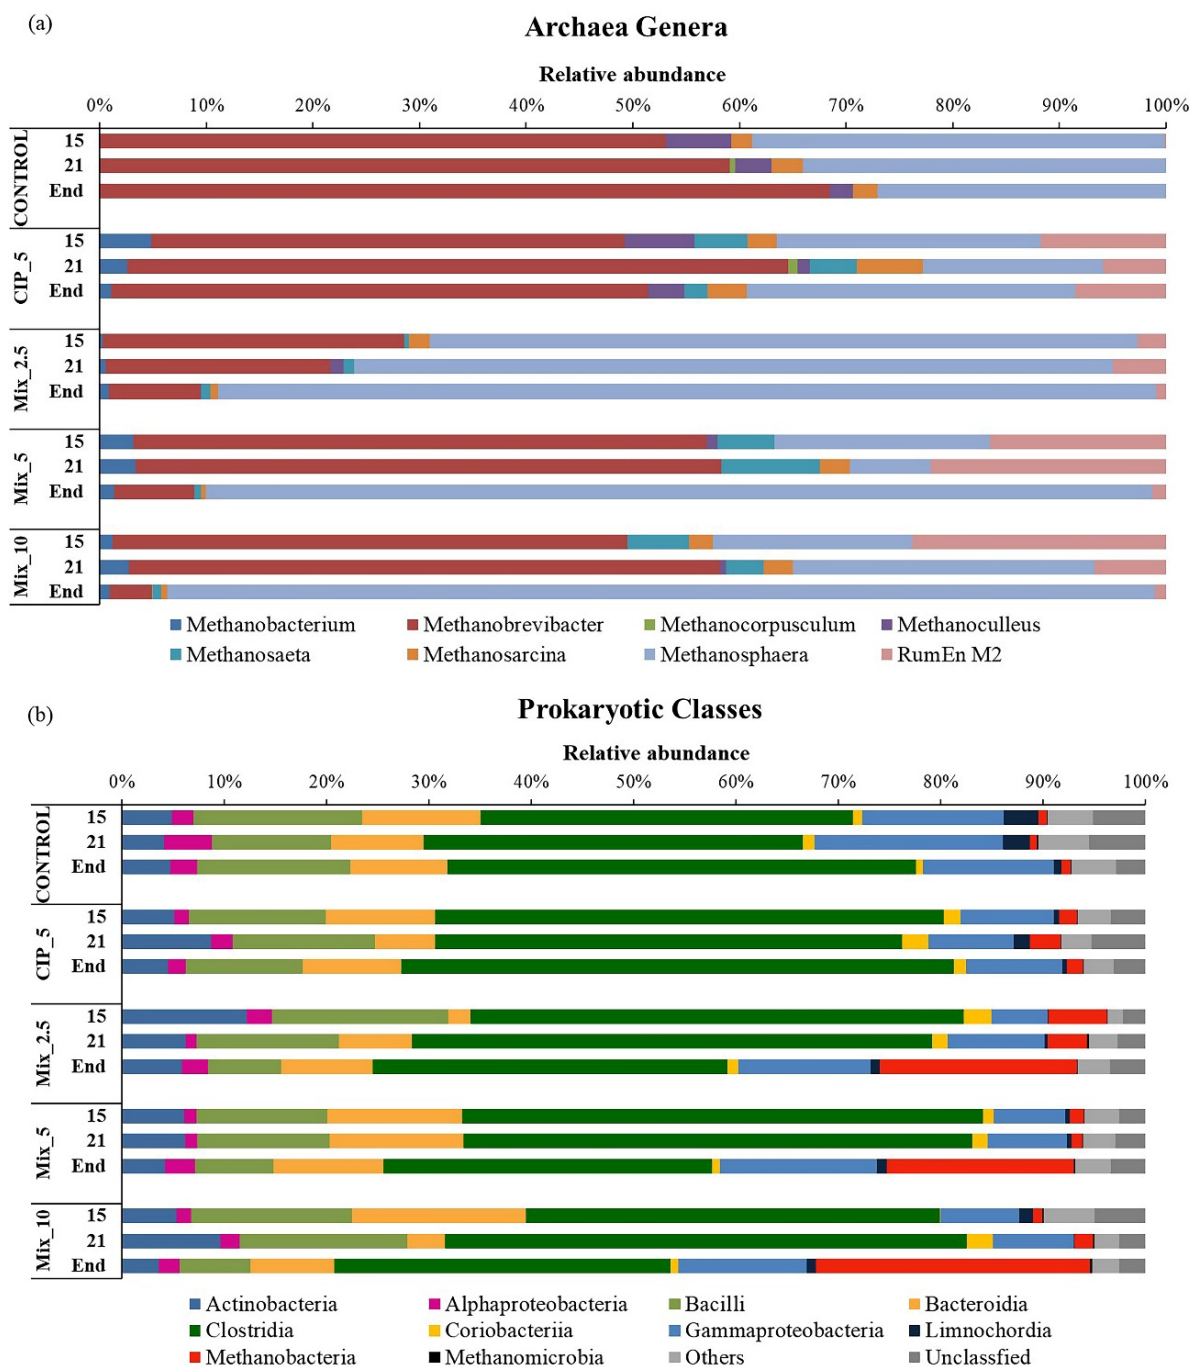 (a)
Archaea Genera
Relative abundance
0% 10% 20% 30% 40% 50% 60% 70% 80% 90% 100%
CONTROL
15
21
End
CIP_5
15
21
End
Mix_2.5
15
21
End
Mix_5
15
21
End
Mix_10
15
21
End
Methanobacterium Methanobrevibacter Methanocorpusculum Methanoculleus
Methanosaeta Methanosarcina Methanosphaera RumEn M2
(b)
Prokaryotic Classes
Relative abundance
0% 10% 20% 30% 40% 50% 60% 70% 80% 90% 100%
CONTROL
15
21
End
CIP_5
15
21
End
Mix_2.5
15
21
End
Mix_5
15
21
End
Mix_10
15
21
End
Actinobacteria Alphaproteobacteria Bacilli Bacteroidia
Clostridia Coriobacteriia Gammaproteobacteria Limnochordia
Methanobacteria Methanomicrobia Others Unclassfied